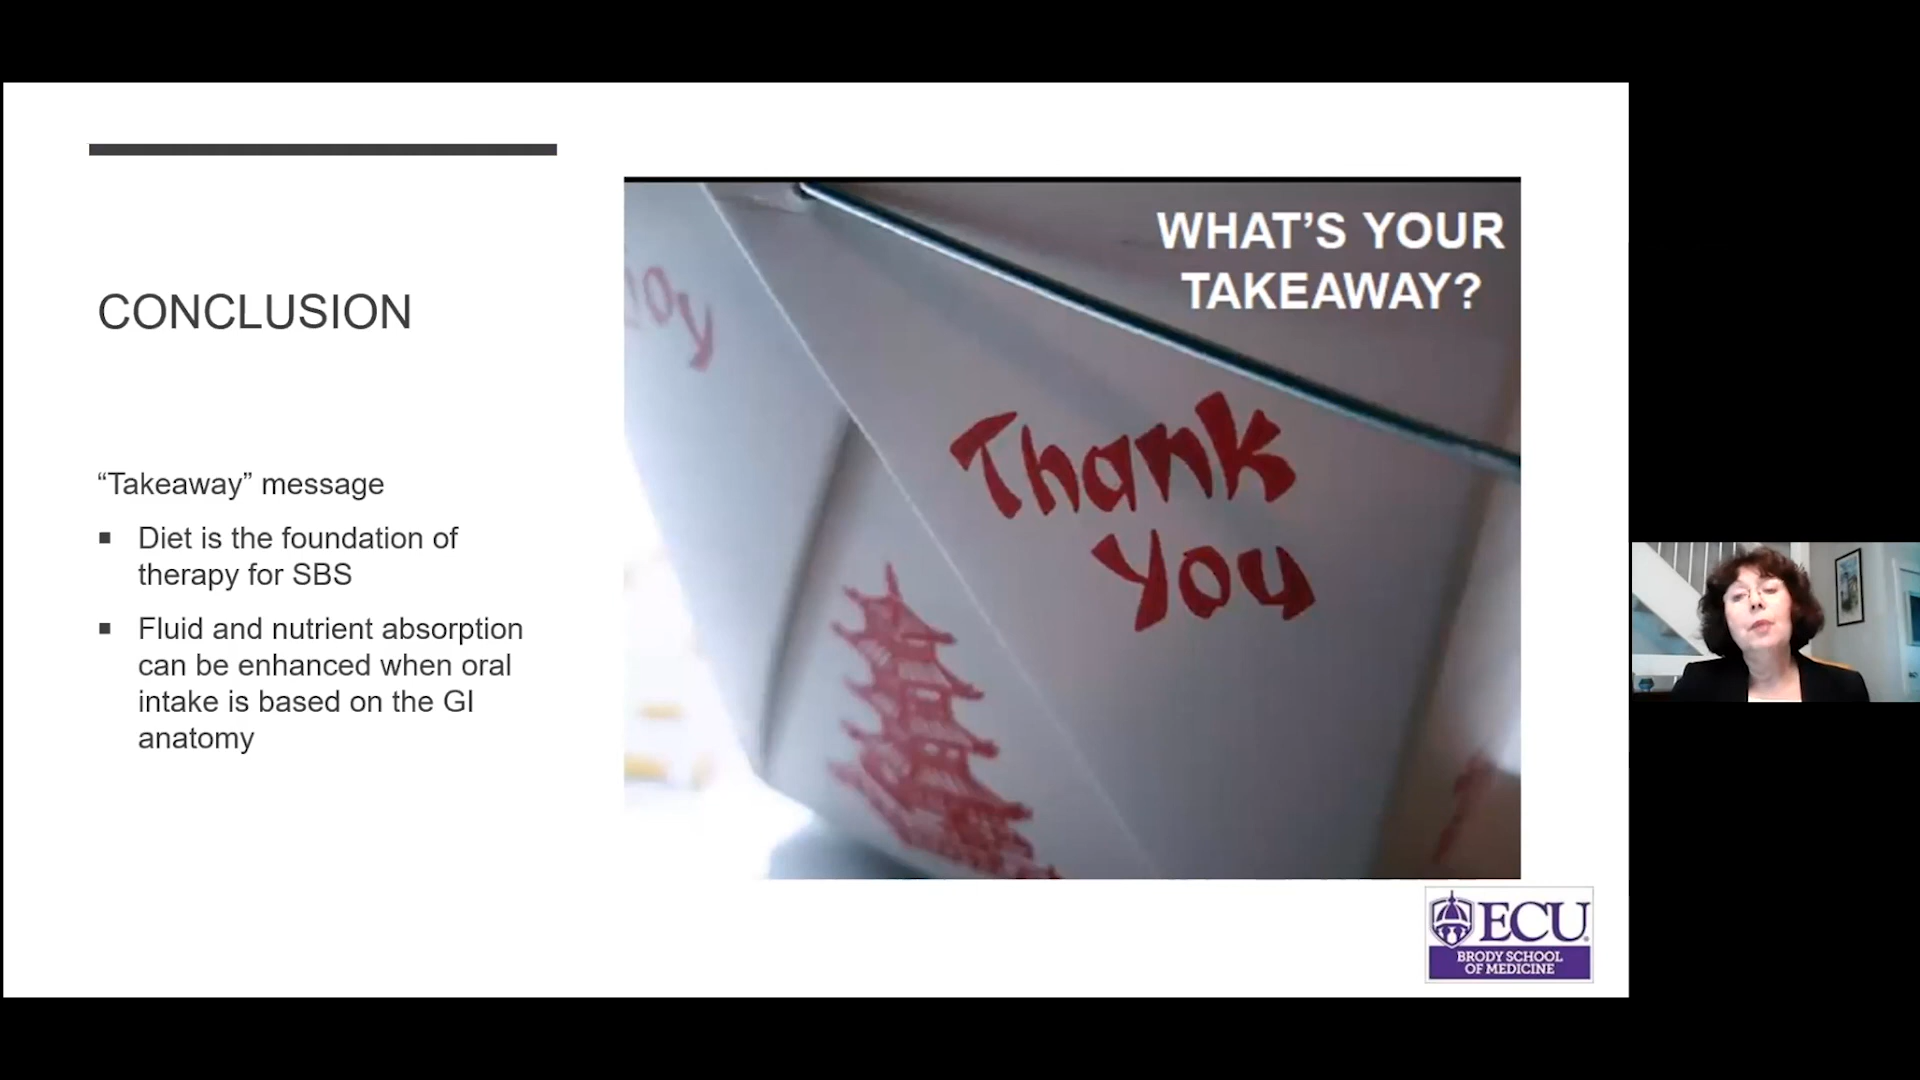 CONCLUSION
“Takeaway” message
▪ Diet is the foundation of
therapy for SBS
▪ Fluid and nutrient absorption
can be enhanced when oral
intake is based on the GI
anatomy
WHAT’S YOUR
TAKEAWAY?
Thank
You
ECU
BRODY SCHOOL
OF MEDICINE